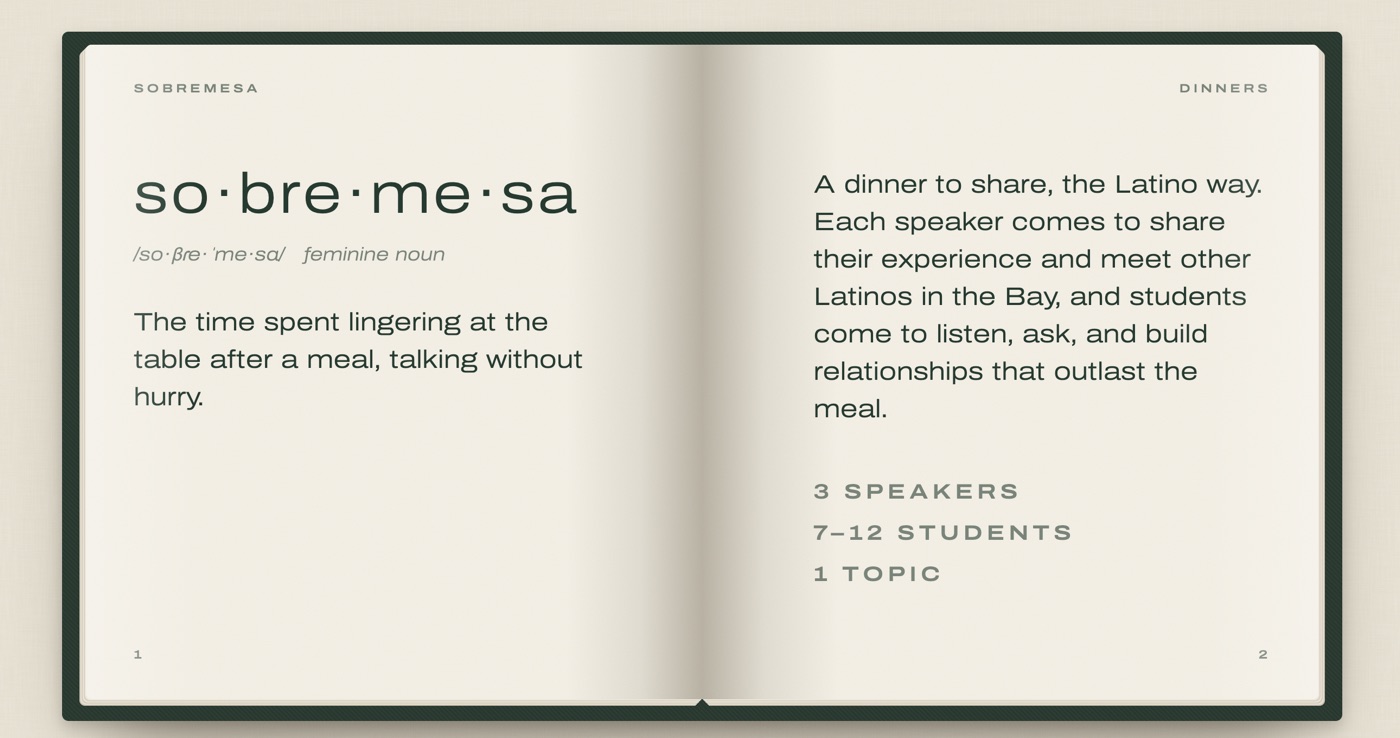 SOBREMESA
so·bre·me·sa
/so·βɾe·ˈme·sa/ feminine noun
The time spent lingering at the
table after a meal, talking without
hurry.
1
DINNERS
A dinner to share, the Latino way.
Each speaker comes to share
their experience and meet other
Latinos in the Bay, and students
come to listen, ask, and build
relationships that outlast the
meal.
3 SPEAKERS
7–12 STUDENTS
1 TOPIC
2